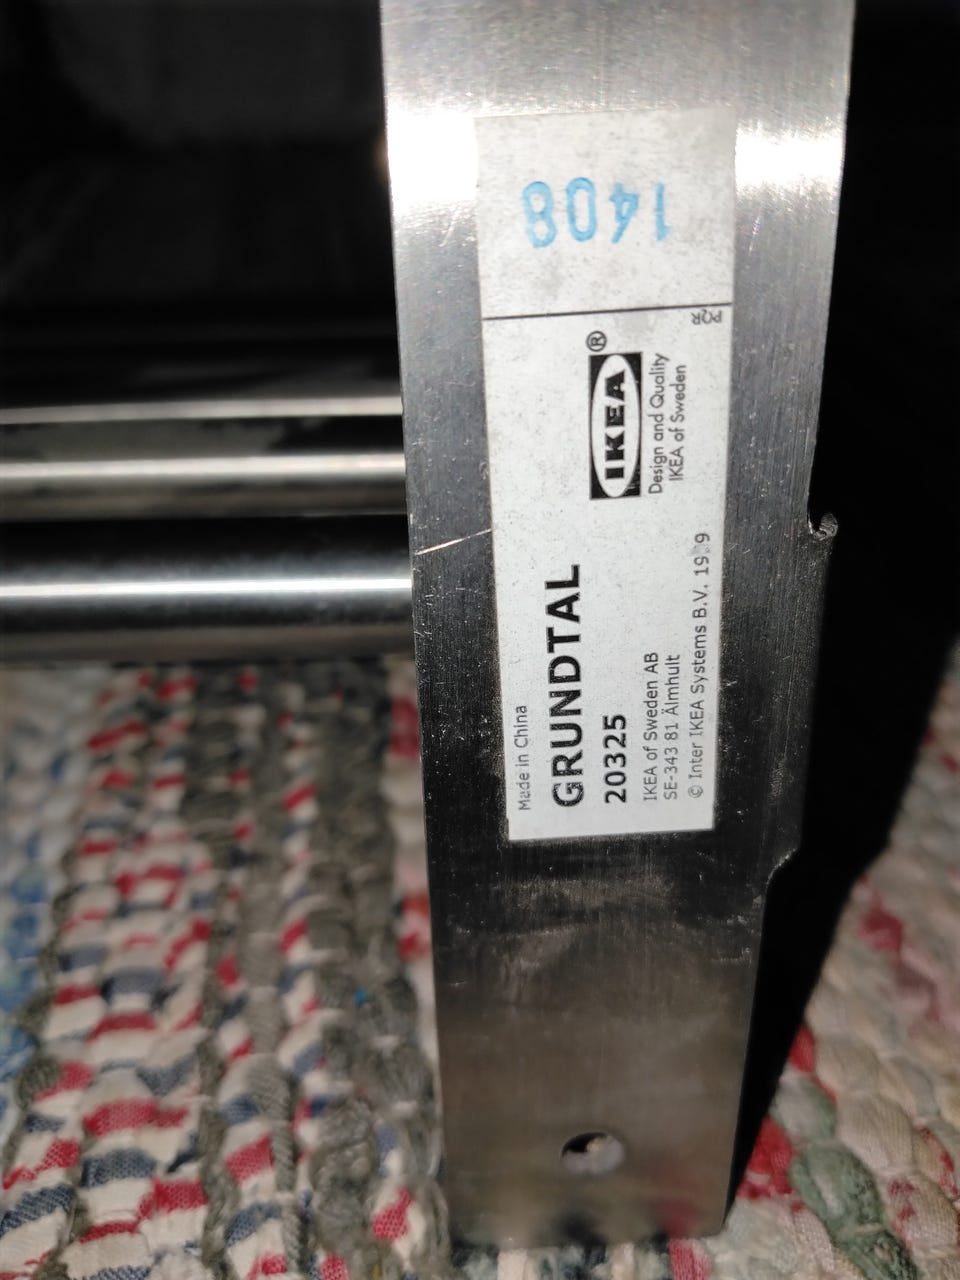 1408
PQR
IKEA®
Design and Quality
IKEA of Sweden
Made in China
GRUNDTAL
20325
IKEA of Sweden AB
SE-343 81 Älmhult
© Inter IKEA Systems B.V.